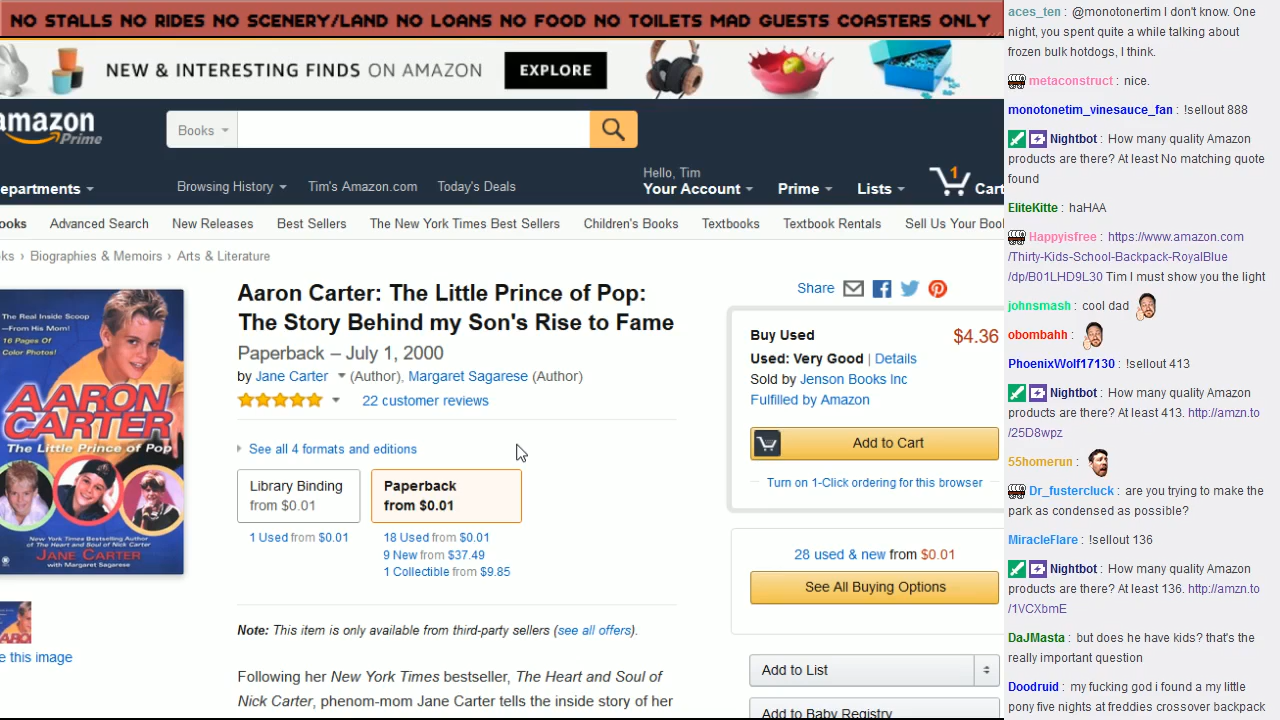 NO STALLS NO RIDES NO SCENERY/LAND NO LOANS NO FOOD NO TOILETS MAD GUESTS COASTERS ONLY
NEW & INTERESTING FINDS ON AMAZON EXPLORE
amazon
Prime
Books
Hello, Tim
epartments Browsing History Tim's Amazon.com Today's Deals Your Account Prime Lists 1 Cart
ooks Advanced Search New Releases Best Sellers The New York Times Best Sellers Children's Books Textbooks Textbook Rentals Sell Us Your Boo
ks › Biographies & Memoirs › Arts & Literature
The Real Inside Scoop
—From His Mom!
16 Pages Of
Color Photos!
AARON
CARTER
The Little Prince of Pop
New York Times Bestselling Author
of The Heart and Soul of Nick Carter
JANE CARTER
with Margaret Sagarese
e this image
Aaron Carter: The Little Prince of Pop:
The Story Behind my Son's Rise to Fame
Paperback – July 1, 2000
by Jane Carter (Author), Margaret Sagarese (Author)
22 customer reviews
See all 4 formats and editions
Library Binding
from $0.01
Paperback
from $0.01
1 Used from $0.01
18 Used from $0.01
9 New from $37.49
1 Collectible from $9.85
Note: This item is only available from third-party sellers (see all offers).
Following her New York Times bestseller, The Heart and Soul of
Nick Carter, phenom-mom Jane Carter tells the inside story of her
Share
Buy Used $4.36
Used: Very Good | Details
Sold by Jenson Books Inc
Fulfilled by Amazon
Add to Cart
Turn on 1-Click ordering for this browser
28 used & new from $0.01
See All Buying Options
Add to List
Add to Baby Registry
aces_ten : @monotonertim I don't know. One
night, you spent quite a while talking about
frozen bulk hotdogs, I think.
metaconstruct : nice.
monotonetim_vinesauce_fan : !sellout 888
Nightbot : How many quality Amazon
products are there? At least No matching quote
found
EliteKitte : haHAA
Happyisfree : https://www.amazon.com
/Thirty-Kids-School-Backpack-RoyalBlue
/dp/B01LHD9L30 Tim I must show you the light
johnsmash : cool dad
obombahh :
PhoenixWolf17130 : !sellout 413
Nightbot : How many quality Amazon
products are there? At least 413. http://amzn.to
/25D8wpz
55homerun :
Dr_fustercluck : are you trying to make the
park as condensed as possible?
MiracleFlare : !sellout 136
Nightbot : How many quality Amazon
products are there? At least 136. http://amzn.to
/1VCXbmE
DaJMasta : but does he have kids? that's the
really important question
Doodruid : my fucking god i found a my little
pony five nights at freddies crossover backpack